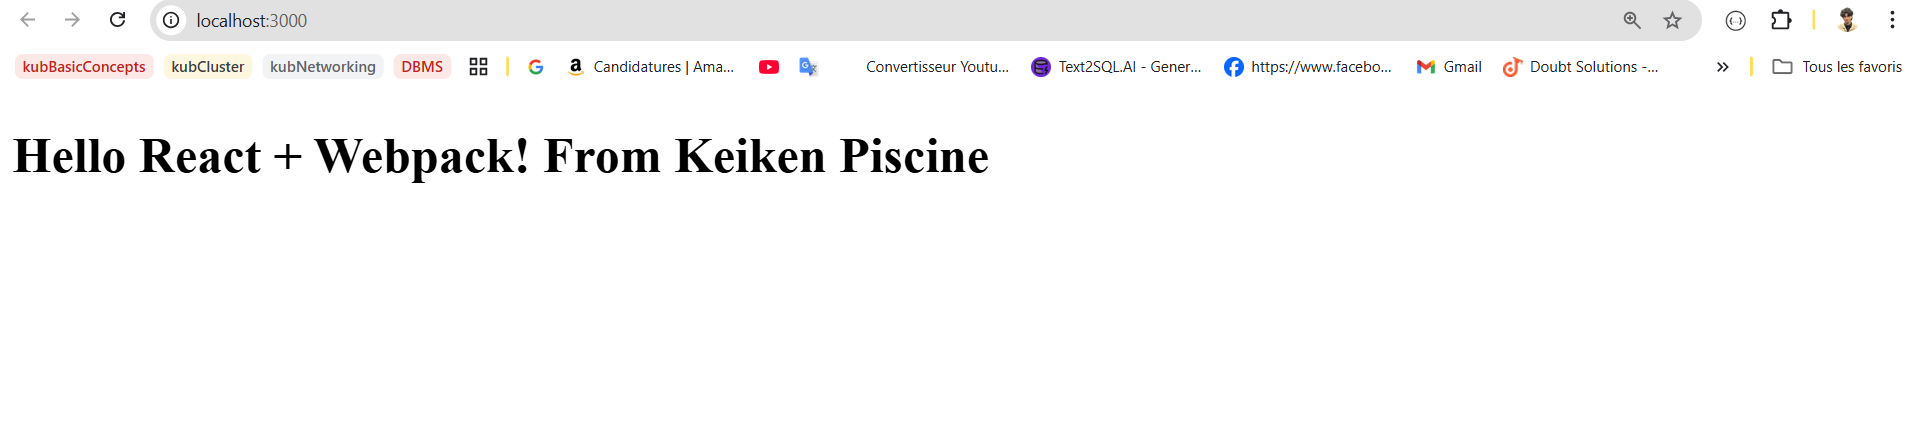 localhost:3000
kubBasicConcepts kubCluster kubNetworking DBMS Candidatures | Ama... Convertisseur Youtu... Text2SQL.AI - Gener... https://www.facebo... Gmail Doubt Solutions -... Tous les favoris
Hello React + Webpack! From Keiken Piscine